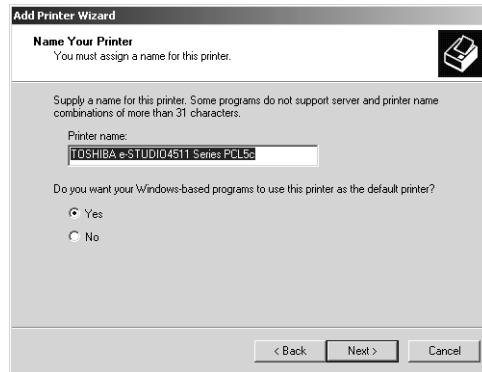 Add Printer Wizard
Name Your Printer
You must assign a name for this printer.
Supply a name for this printer. Some programs do not support server and printer name
combinations of more than 31 characters.
Printer name:
TOSHIBA e-STUDIO4511 Series PCL5c
Do you want your Windows-based programs to use this printer as the default printer?
Yes
No
< Back
Next >
Cancel